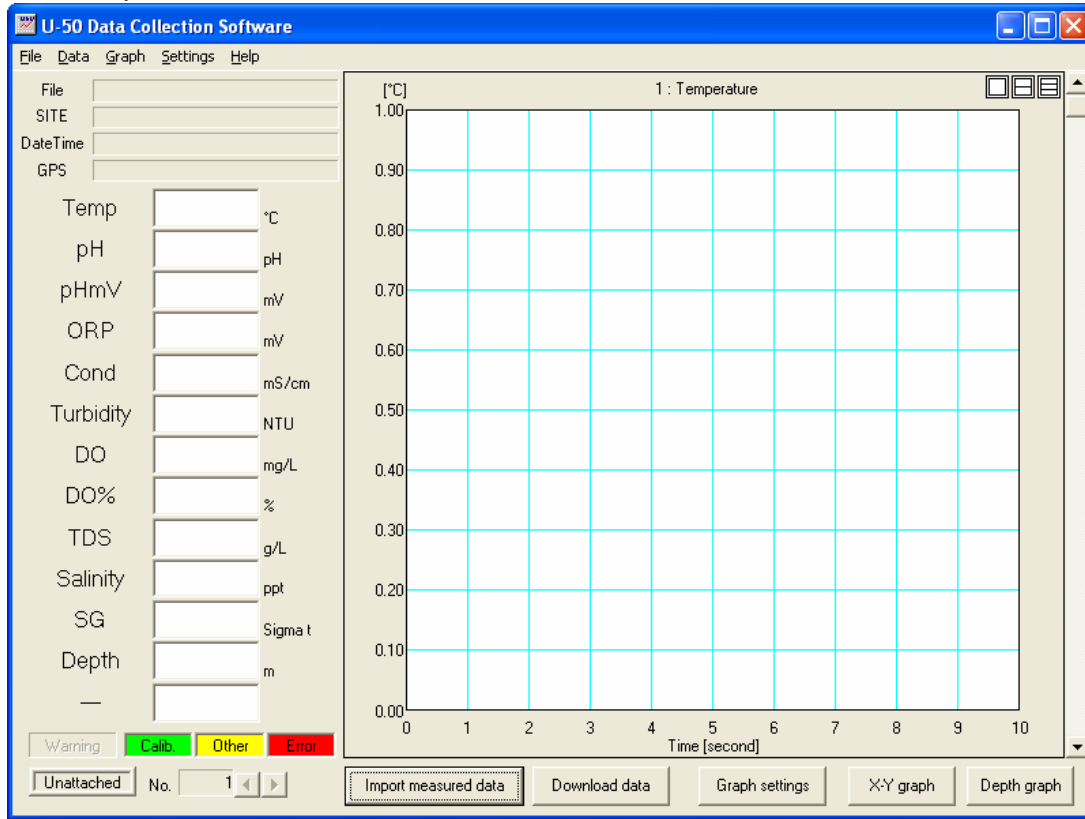 U-50 Data Collection Software
File Data Graph Settings Help
File
SITE
DateTime
GPS
Temp °C
pH pH
pHmV mV
ORP mV
Cond mS/cm
Turbidity NTU
DO mg/L
DO% %
TDS g/L
Salinity ppt
SG Sigma t
Depth m
—
Warning Calib. Other Error
Unattached No. 1
[°C] 1 : Temperature
1.00
0.90
0.80
0.70
0.60
0.50
0.40
0.30
0.20
0.10
0.00
0 1 2 3 4 5 6 7 8 9 10
Time [second]
Import measured data Download data Graph settings X-Y graph Depth graph